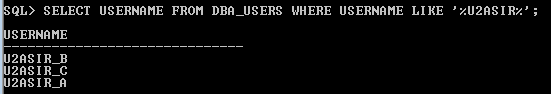 SQL> SELECT USERNAME FROM DBA_USERS WHERE USERNAME LIKE '%U2ASIR%';
USERNAME
------------------------------
U2ASIR_B
U2ASIR_C
U2ASIR_A